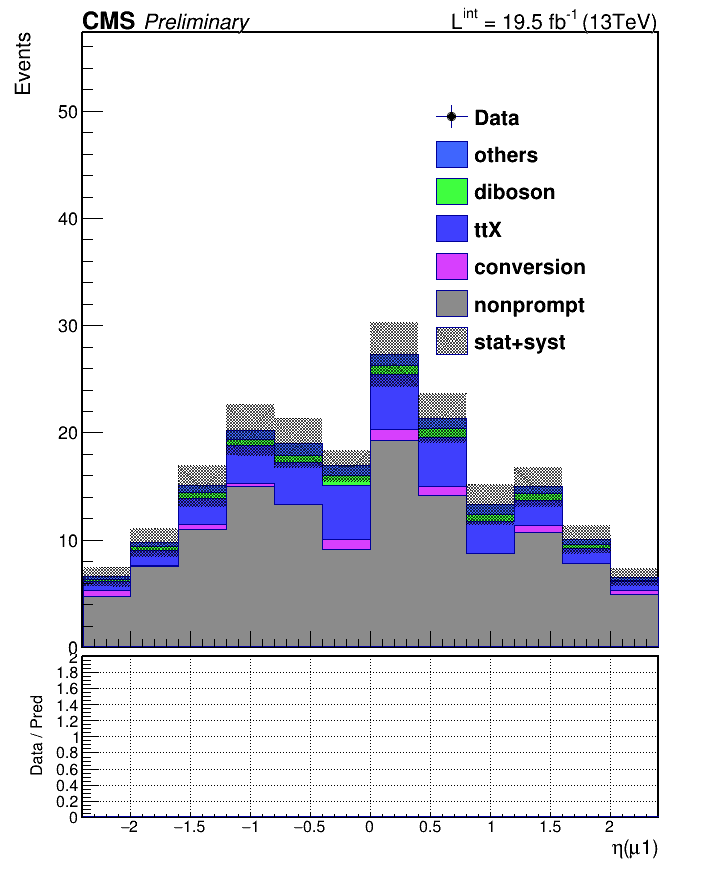 CMS Preliminary
L^int = 19.5 fb^-1 (13TeV)
Events
50
40
30
20
10
0
Data
others
diboson
ttX
conversion
nonprompt
stat+syst
Data / Pred
2
1.8
1.6
1.4
1.2
1
0.8
0.6
0.4
0.2
0
−2 −1.5 −1 −0.5 0 0.5 1 1.5 2
η(μ1)